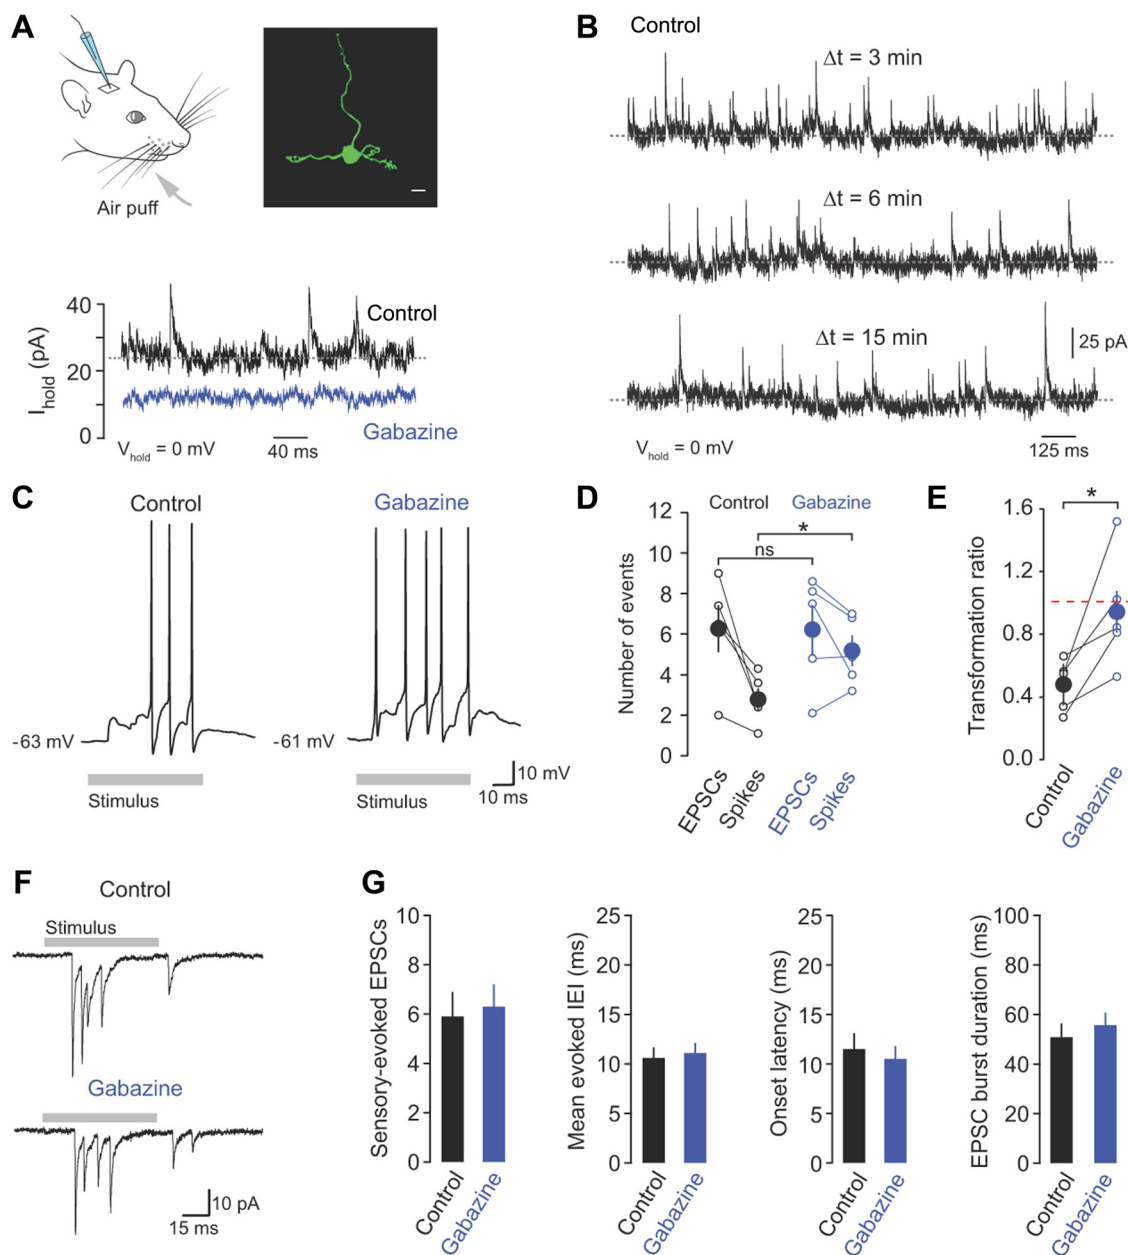 A
Air puff
40
20
0
I hold (pA)
Control
Gabazine
V hold = 0 mV
40 ms
B
Control
Δt = 3 min
Δt = 6 min
Δt = 15 min
25 pA
V hold = 0 mV
125 ms
C
Control
Gabazine
-63 mV
-61 mV
Stimulus
Stimulus
10 mV
10 ms
D
Control
Gabazine
Number of events
12
10
8
6
4
2
0
*
ns
EPSCs
Spikes
EPSCs
Spikes
E
Transformation ratio
1.6
1.2
0.8
0.4
0.0
*
Control
Gabazine
F
Control
Stimulus
Gabazine
10 pA
15 ms
G
Sensory-evoked EPSCs
10
8
6
4
2
0
Control
Gabazine
Mean evoked IEI (ms)
25
20
15
10
5
0
Control
Gabazine
Onset latency (ms)
25
20
15
10
5
0
Control
Gabazine
EPSC burst duration (ms)
100
80
60
40
20
0
Control
Gabazine